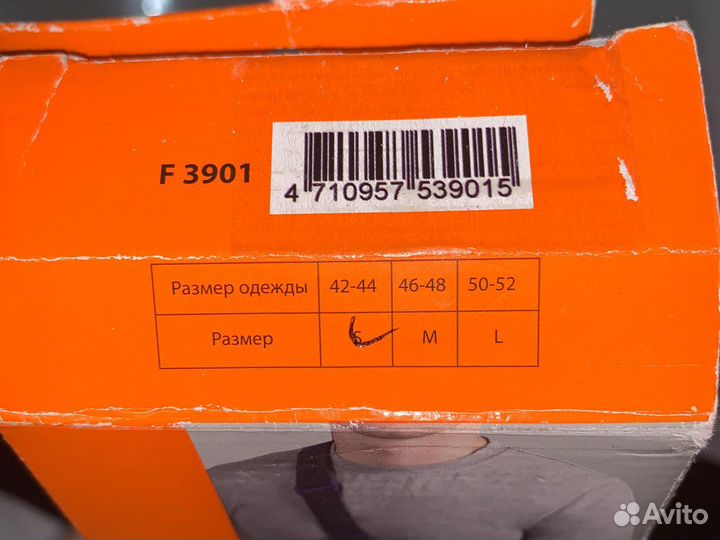 F 3901
4 710957 539015
Размер одежды 42-44 46-48 50-52
Размер S M L
Avito